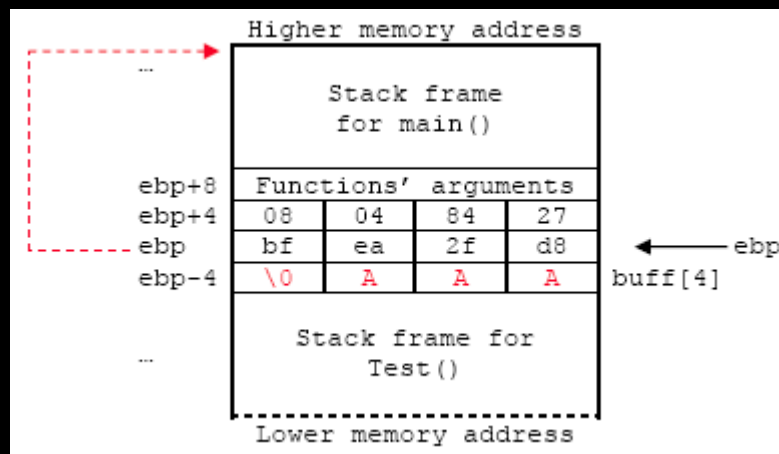 Higher memory address
…
Stack frame
for main()
ebp+8 Functions' arguments
ebp+4 08 04 84 27
ebp bf ea 2f d8 ebp
ebp-4 \0 A A A buff[4]
Stack frame for
… Test()
Lower memory address